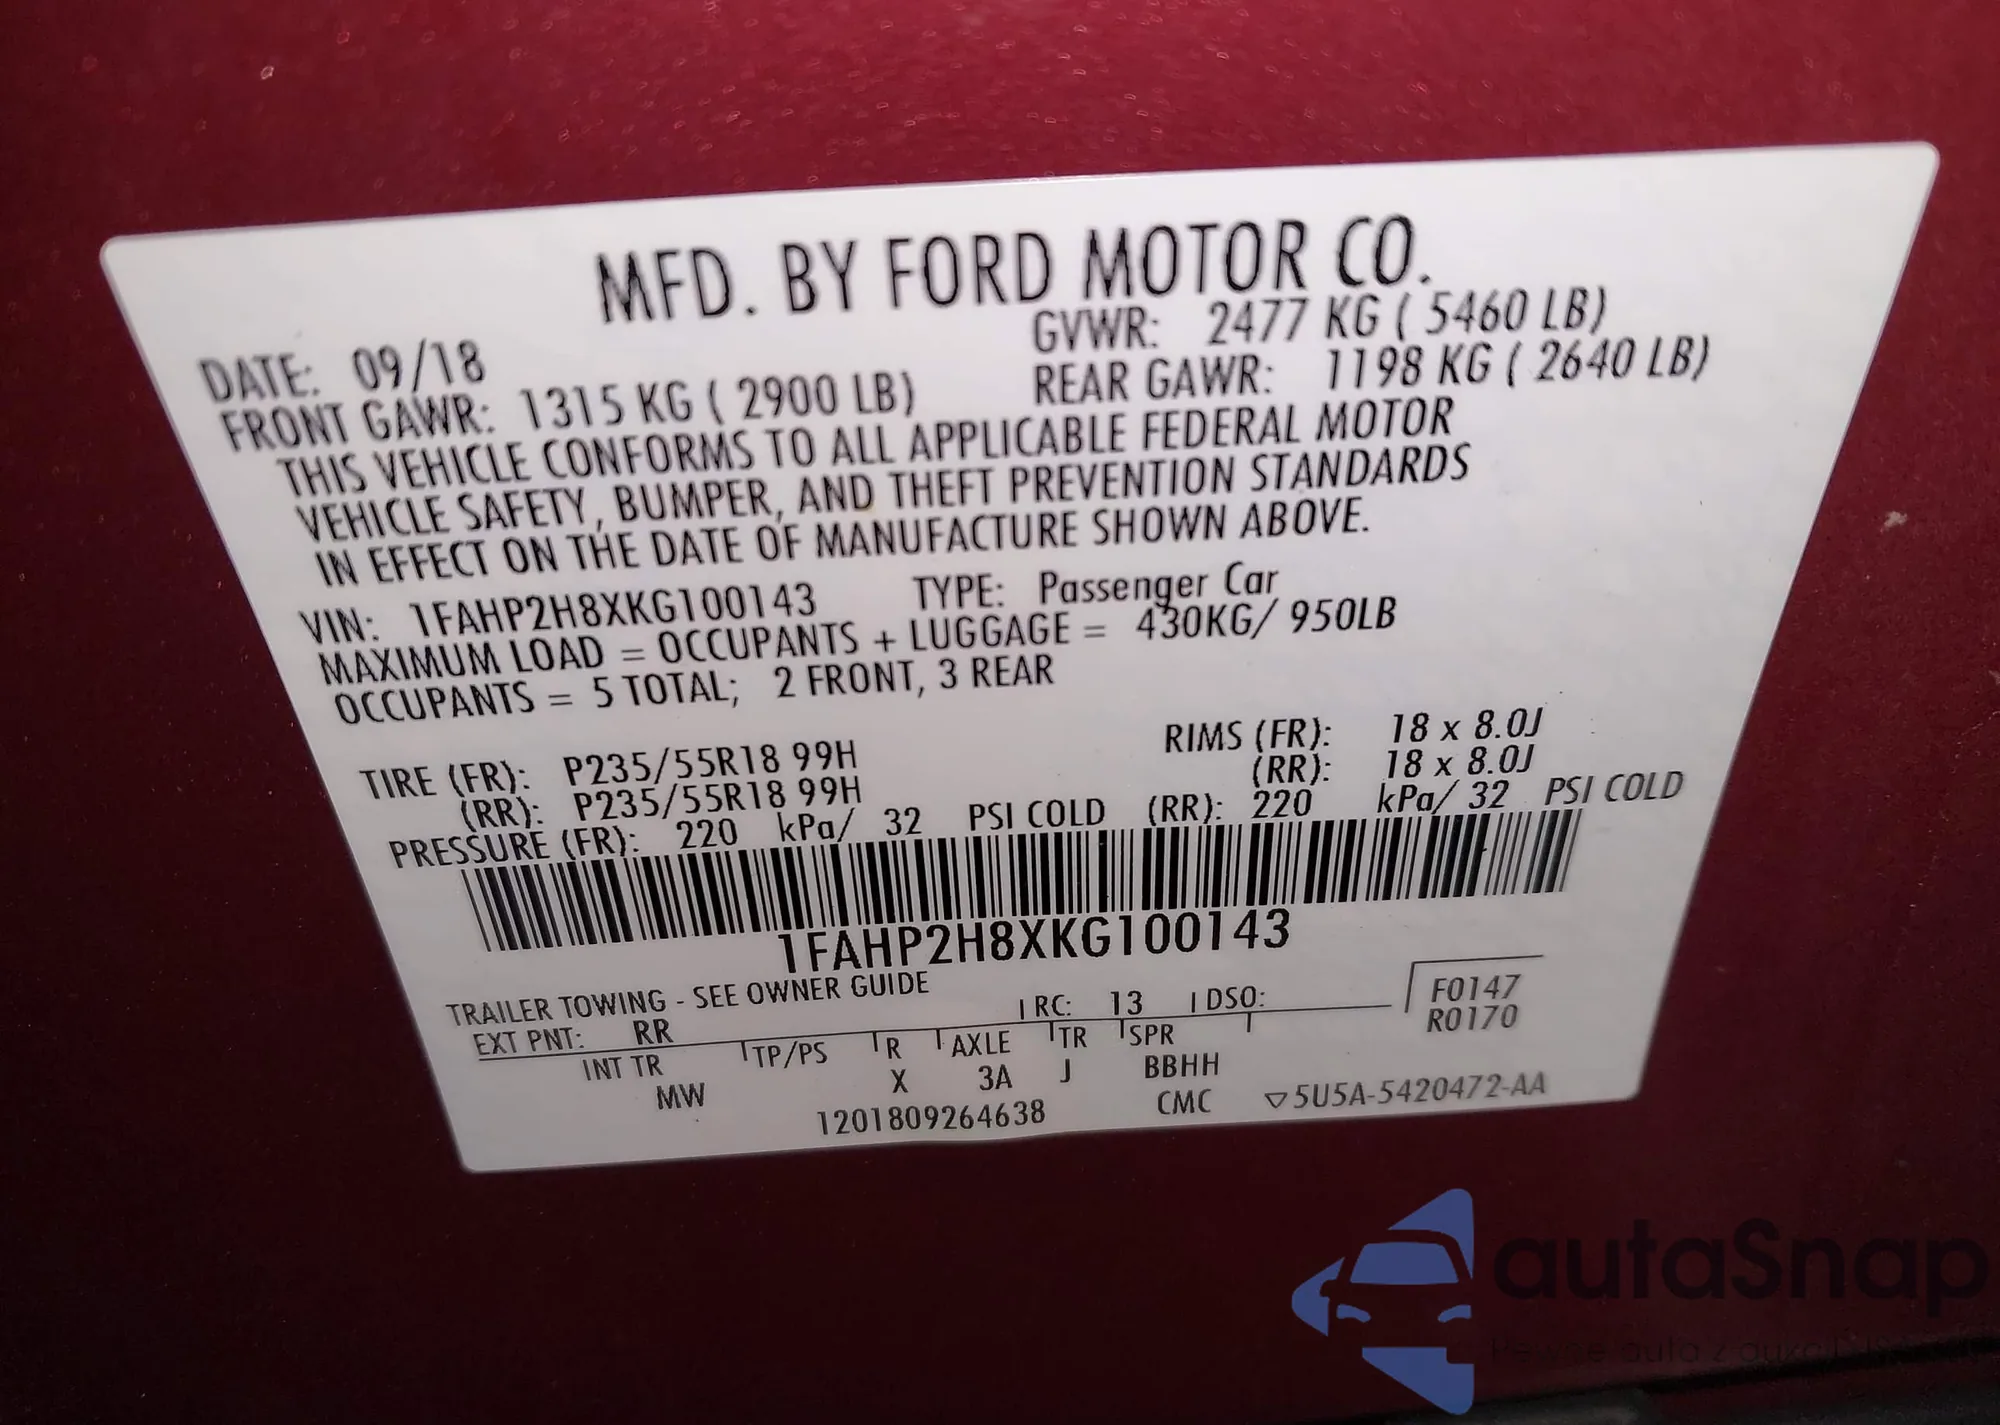 MFD. BY FORD MOTOR CO.
DATE: 09/18 GVWR: 2477 KG ( 5460 LB)
FRONT GAWR: 1315 KG ( 2900 LB) REAR GAWR: 1198 KG ( 2640 LB)
THIS VEHICLE CONFORMS TO ALL APPLICABLE FEDERAL MOTOR
VEHICLE SAFETY, BUMPER, AND THEFT PREVENTION STANDARDS
IN EFFECT ON THE DATE OF MANUFACTURE SHOWN ABOVE.
VIN: 1FAHP2H8XKG100143 TYPE: Passenger Car
MAXIMUM LOAD = OCCUPANTS + LUGGAGE = 430KG/ 950LB
OCCUPANTS = 5 TOTAL; 2 FRONT, 3 REAR
TIRE (FR): P235/55R18 99H RIMS (FR): 18 x 8.0J
(RR): P235/55R18 99H (RR): 18 x 8.0J
PRESSURE (FR): 220 kPa/ 32 PSI COLD (RR): 220 kPa/ 32 PSI COLD
1FAHP2H8XKG100143
TRAILER TOWING - SEE OWNER GUIDE
EXT PNT: RR RC: 13 DSO: F0147
R0170
INT TR TP/PS R AXLE TR SPR
MW X 3A J BBHH
1201809264638 CMC ▽5U5A-5420472-AA
autaSnap
auta z